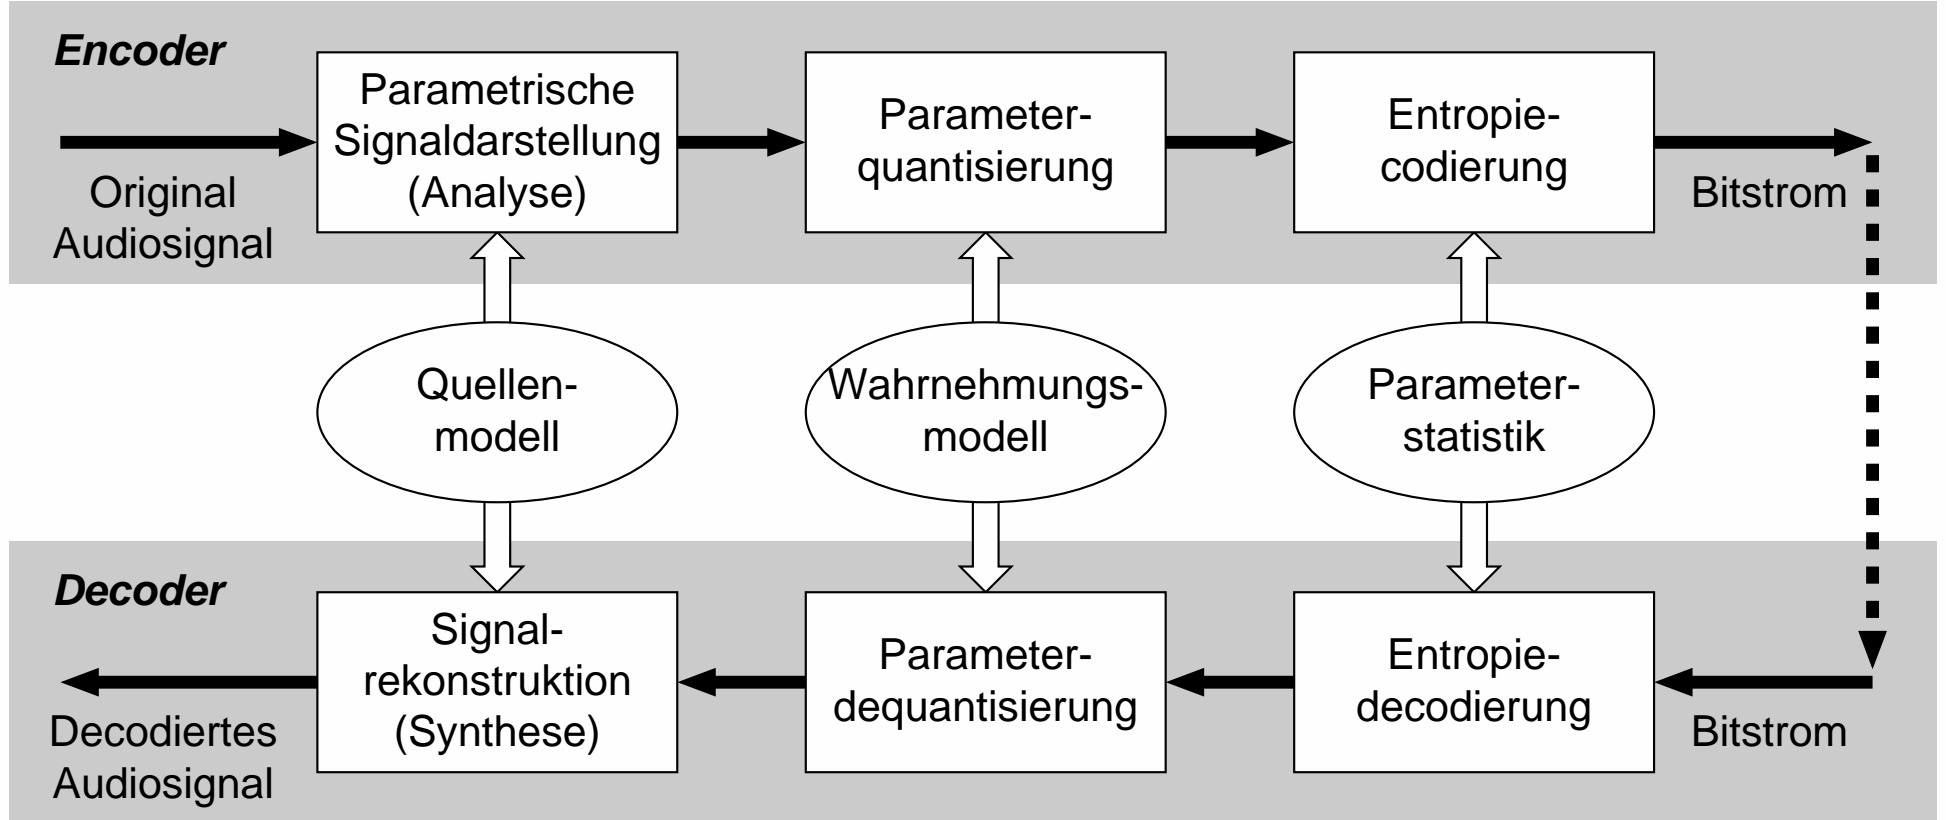 Encoder
Parametrische
Signaldarstellung
(Analyse)
Parameter-
quantisierung
Entropie-
codierung
Original
Audiosignal
Bitstrom
Quellen-
modell
Wahrnehmungs-
modell
Parameter-
statistik
Decoder
Signal-
rekonstruktion
(Synthese)
Parameter-
dequantisierung
Entropie-
decodierung
Decodiertes
Audiosignal
Bitstrom